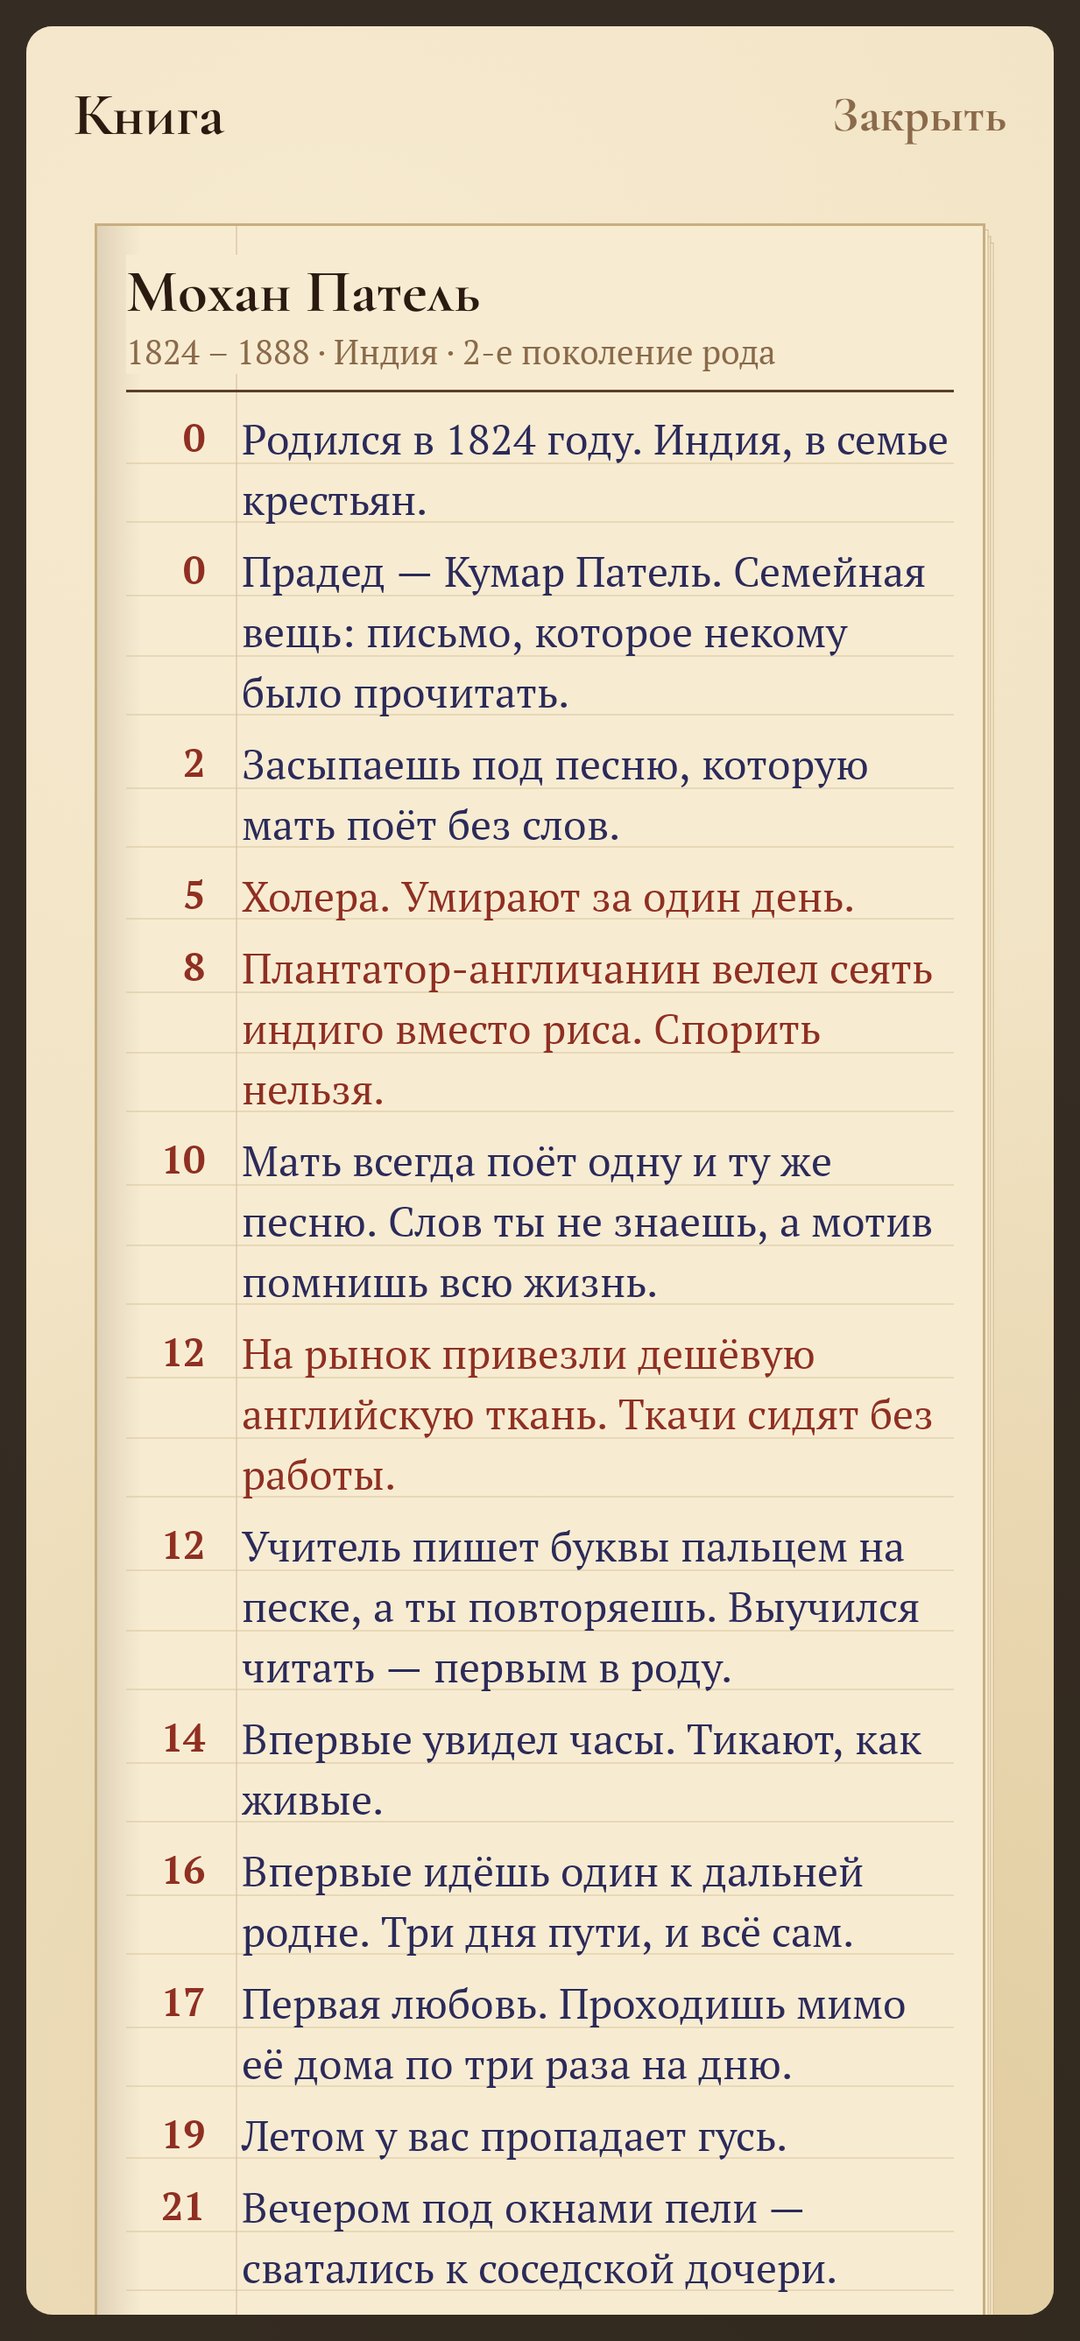 Книга
Закрыть
Мохан Патель
1824 – 1888 · Индия · 2-е поколение рода
0 Родился в 1824 году. Индия, в семье
крестьян.
0 Прадед — Кумар Патель. Семейная
вещь: письмо, которое некому
было прочитать.
2 Засыпаешь под песню, которую
мать поёт без слов.
5 Холера. Умирают за один день.
8 Плантатор-англичанин велел сеять
индиго вместо риса. Спорить
нельзя.
10 Мать всегда поёт одну и ту же
песню. Слов ты не знаешь, а мотив
помнишь всю жизнь.
12 На рынок привезли дешёвую
английскую ткань. Ткачи сидят без
работы.
12 Учитель пишет буквы пальцем на
песке, а ты повторяешь. Выучился
читать — первым в роду.
14 Впервые увидел часы. Тикают, как
живые.
16 Впервые идёшь один к дальней
родне. Три дня пути, и всё сам.
17 Первая любовь. Проходишь мимо
её дома по три раза на дню.
19 Летом у вас пропадает гусь.
21 Вечером под окнами пели —
сватались к соседской дочери.